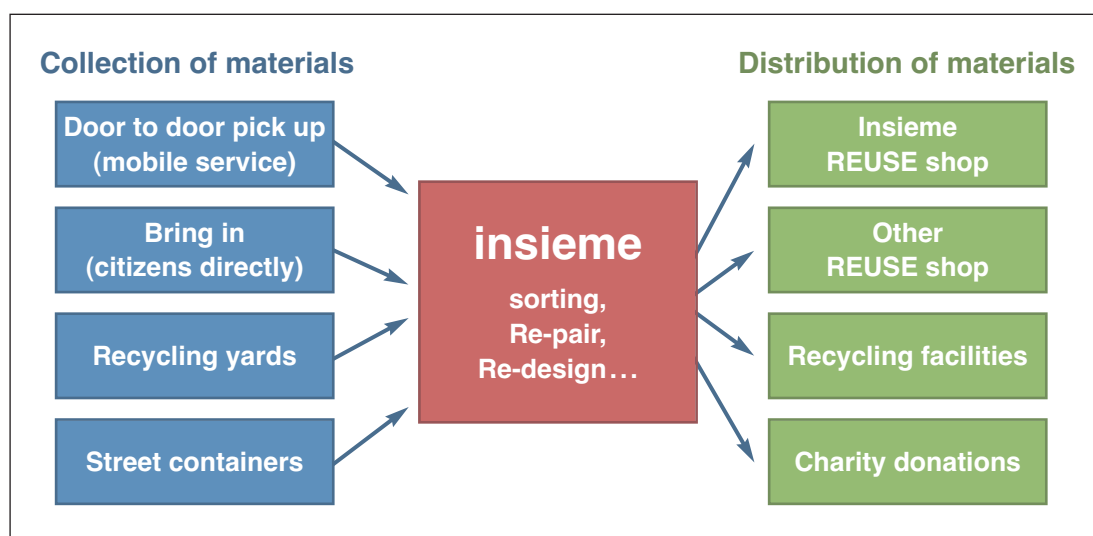 Collection of materials
Door to door pick up
(mobile service)
Bring in
(citizens directly)
Recycling yards
Street containers
insieme
sorting,
Re-pair,
Re-design...
Distribution of materials
Insieme
REUSE shop
Other
REUSE shop
Recycling facilities
Charity donations